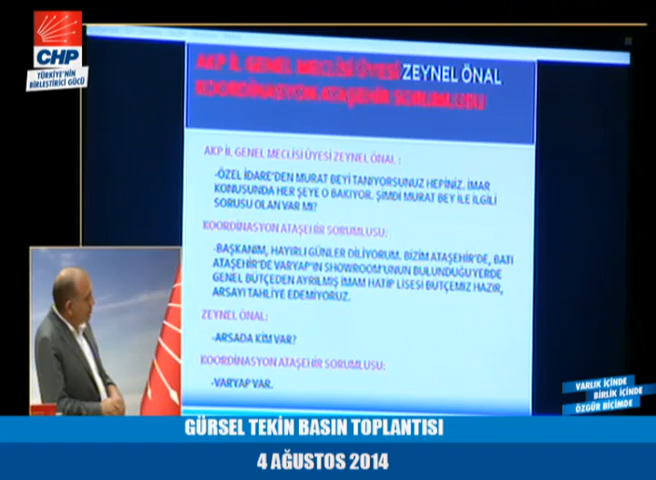 CHP
TÜRKİYE'NİN
BİRLEŞTİRİCİ GÜCÜ
AKP İL GENEL MECLİSİ ÜYESİ ZEYNEL ÖNAL
KOORDİNASYON ATAŞEHİR SORUMLUSU
AKP İL GENEL MECLİSİ ÜYESİ ZEYNEL ÖNAL :
-ÖZEL İDARE'DEN MURAT BEYİ TANIYORSUNUZ HEPİNİZ. İMAR
KONUSUNDA HER ŞEYE O BAKIYOR. ŞİMDİ MURAT BEY İLE İLGİLİ
SORUSU OLAN VAR MI?
KOORDİNASYON ATAŞEHİR SORUMLUSU:
-BAŞKANIM, HAYIRLI GÜNLER DİLİYORUM. BİZİM ATAŞEHİR'DE, BATI
ATAŞEHİR'DE VARYAP'IN SHOWROOM'UNUN BULUNDUĞU YERDE
GENEL BÜTÇEDEN AYRILMIŞ İMAM HATİP LİSESİ BÜTÇEMİZ HAZIR,
ARSAYI TAHLİYE EDEMİYORUZ.
ZEYNEL ÖNAL:
-ARSADA KİM VAR?
KOORDİNASYON ATAŞEHİR SORUMLUSU:
-VARYAP VAR.
VARLIK İÇİNDE
BİRLİK İÇİNDE
ÖZGÜR BİÇİMDE
GÜRSEL TEKİN BASIN TOPLANTISI
4 AĞUSTOS 2014